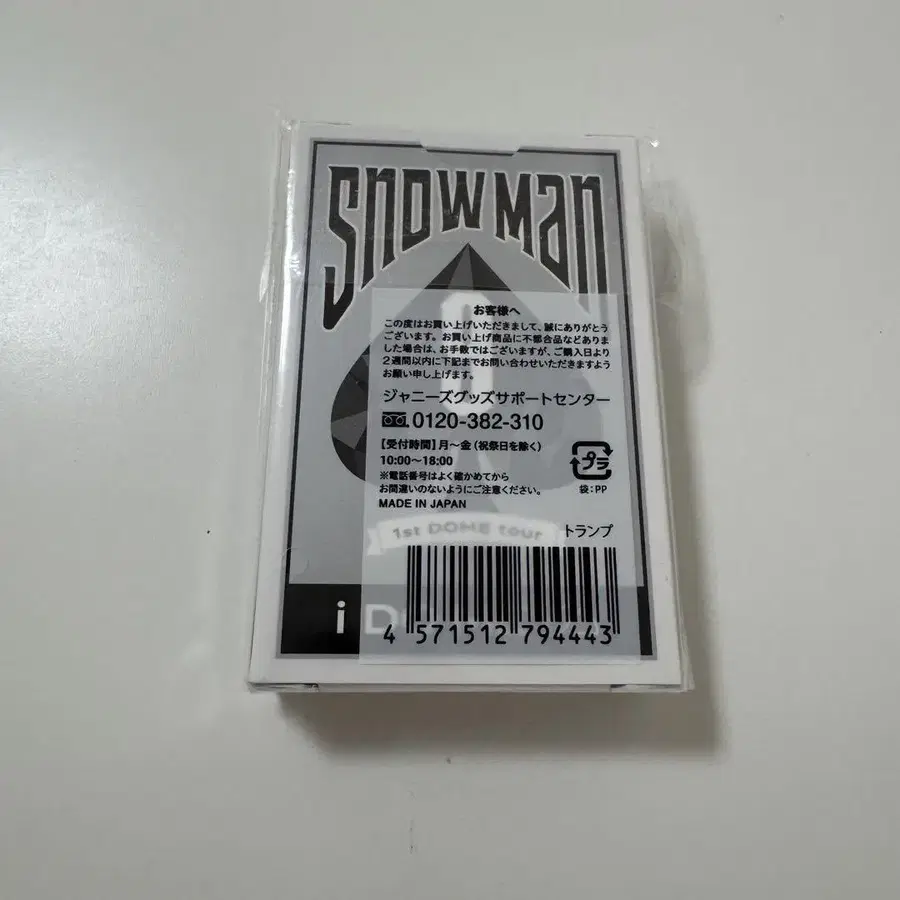 SNOWMAN
お客様へ
この度はお買い上げいただきまして、誠にありがとう
ございます。お買い上げ商品に不都合品などありま
した場合は、お手数ではございますが、ご購入日より
2週間以内に下記までお問い合わせいただきますよう
お願い申し上げます。
ジャニーズグッズサポートセンター
0120-382-310
【受付時間】月〜金(祝祭日を除く)
10:00〜18:00
※電話番号はよく確かめてから
お間違いのないようにご注意ください。
MADE IN JAPAN
プラ
袋:PP
1st DOME tour
トランプ
i
4 571512 794443